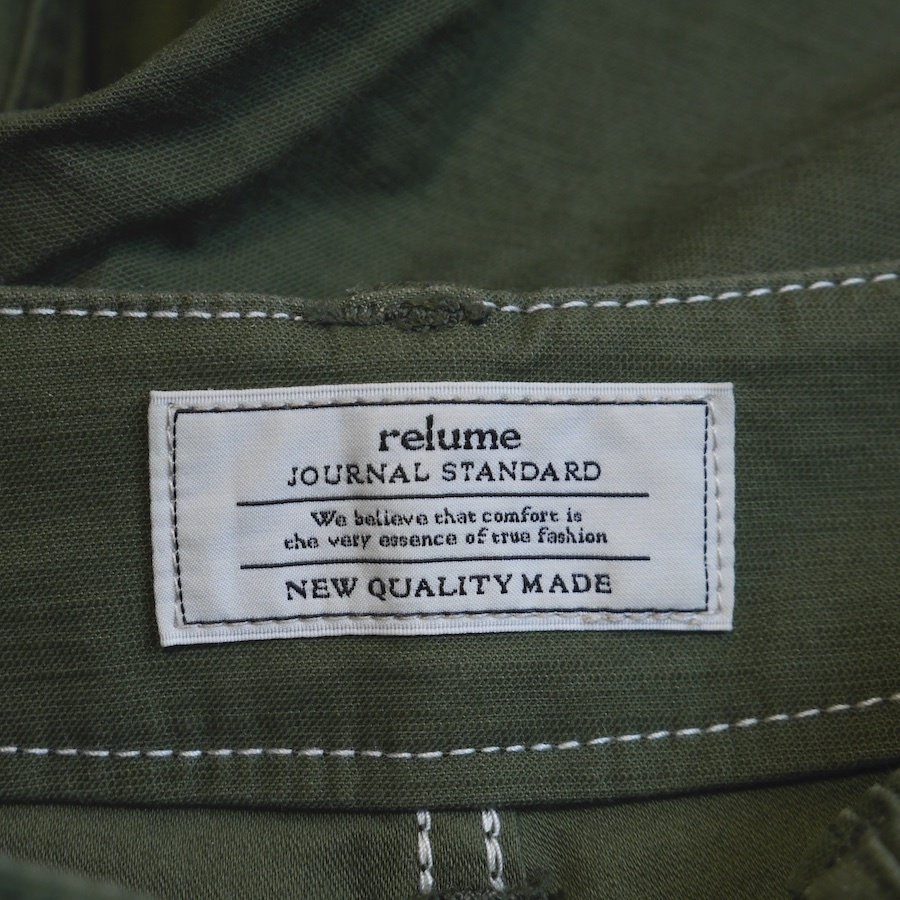 relume
JOURNAL STANDARD
We believe that comfort is
the very essence of true fashion
NEW QUALITY MADE